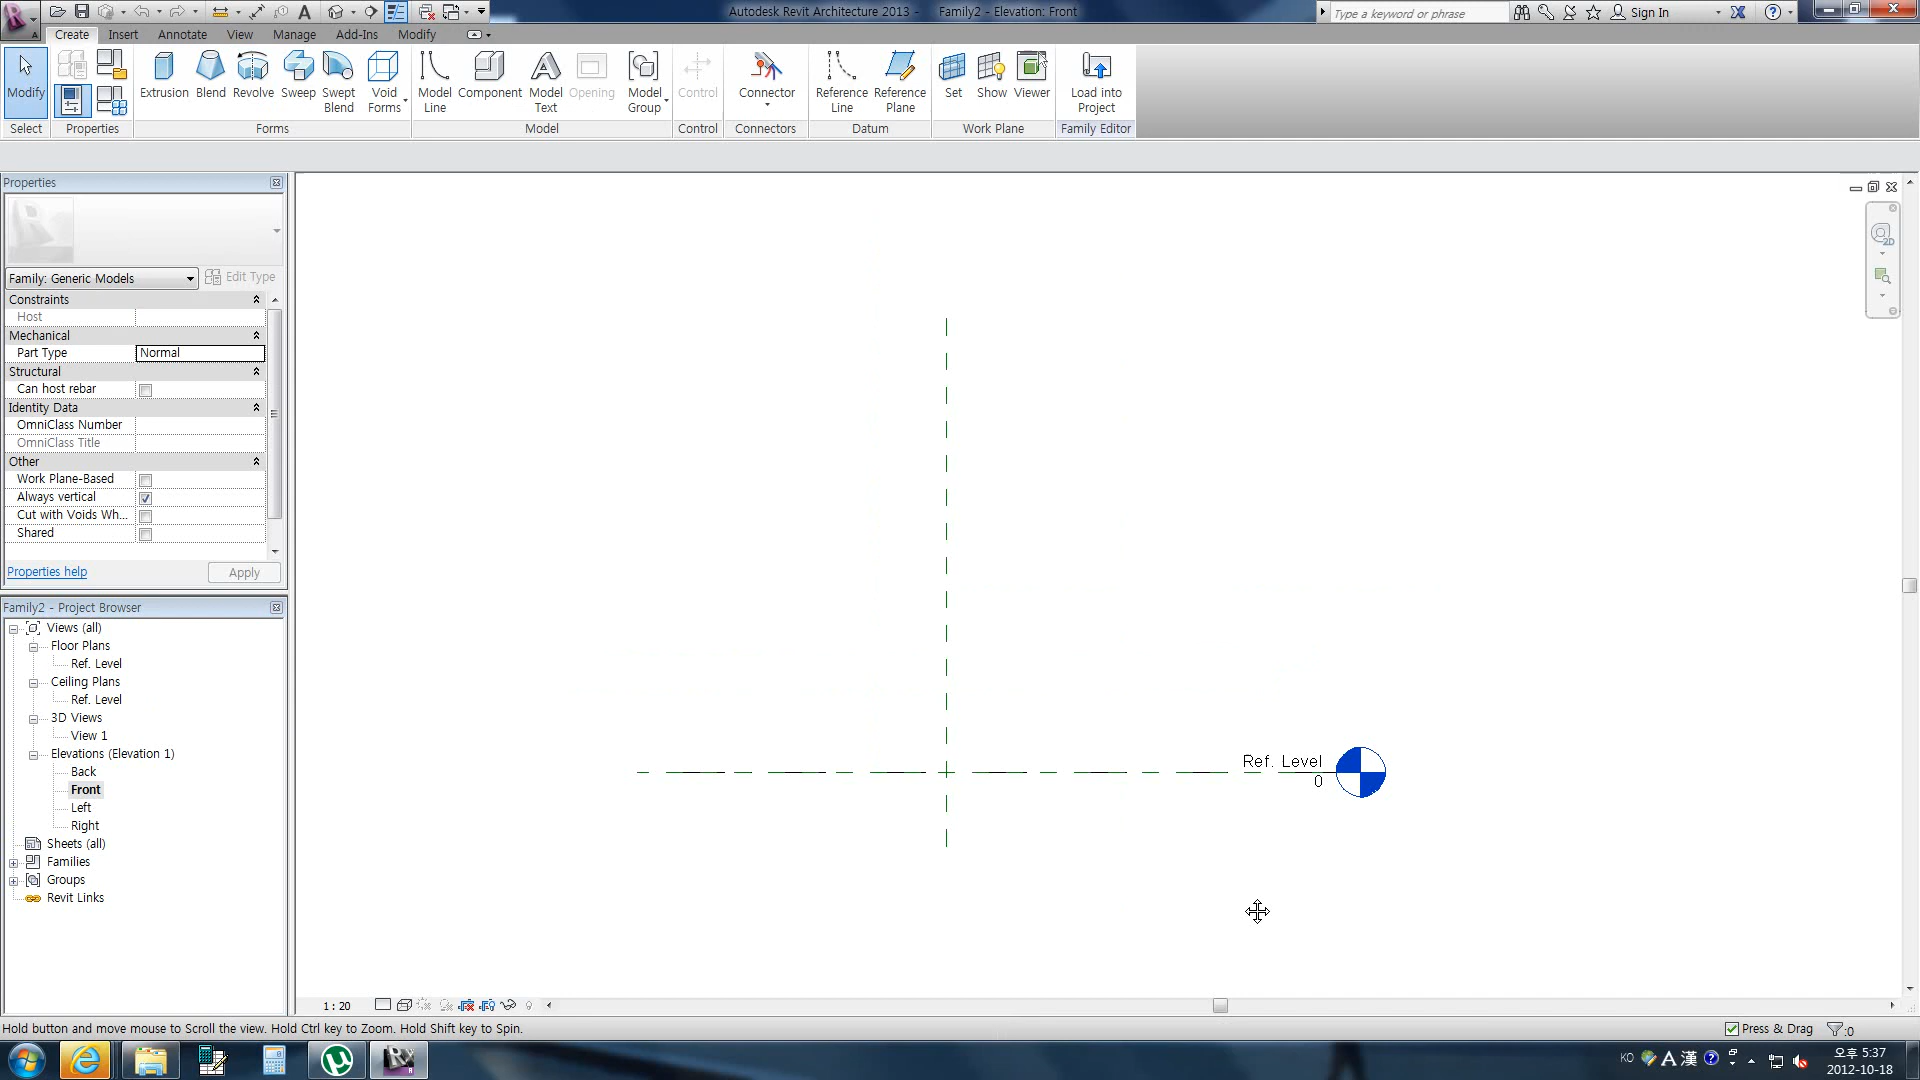 Autodesk Revit Architecture 2013 - Family2 - Elevation: Front
Type a keyword or phrase
Sign In
Create Insert Annotate View Manage Add-Ins Modify
Modify
Extrusion Blend Revolve Sweep Swept Blend Void Forms
Model Line Component Model Text Opening Model Group
Control
Connector
Reference Line Reference Plane
Set Show Viewer
Load into Project
Select Properties Forms Model Control Connectors Datum Work Plane Family Editor
Properties
R
Family: Generic Models Edit Type
Constraints
Host
Mechanical
Part Type Normal
Structural
Can host rebar
Identity Data
OmniClass Number
OmniClass Title
Other
Work Plane-Based
Always vertical
Cut with Voids Wh...
Shared
Properties help Apply
Family2 - Project Browser
Views (all)
Floor Plans
Ref. Level
Ceiling Plans
Ref. Level
3D Views
View 1
Elevations (Elevation 1)
Back
Front
Left
Right
Sheets (all)
Families
Groups
Revit Links
2D
Ref. Level
0
1 : 20
Hold button and move mouse to Scroll the view. Hold Ctrl key to Zoom. Hold Shift key to Spin.
Press & Drag :0
KO A 漢
오후 5:37
2012-10-18